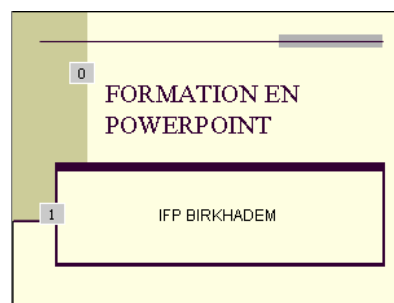 0
FORMATION EN
POWERPOINT
1
IFP BIRKHADEM